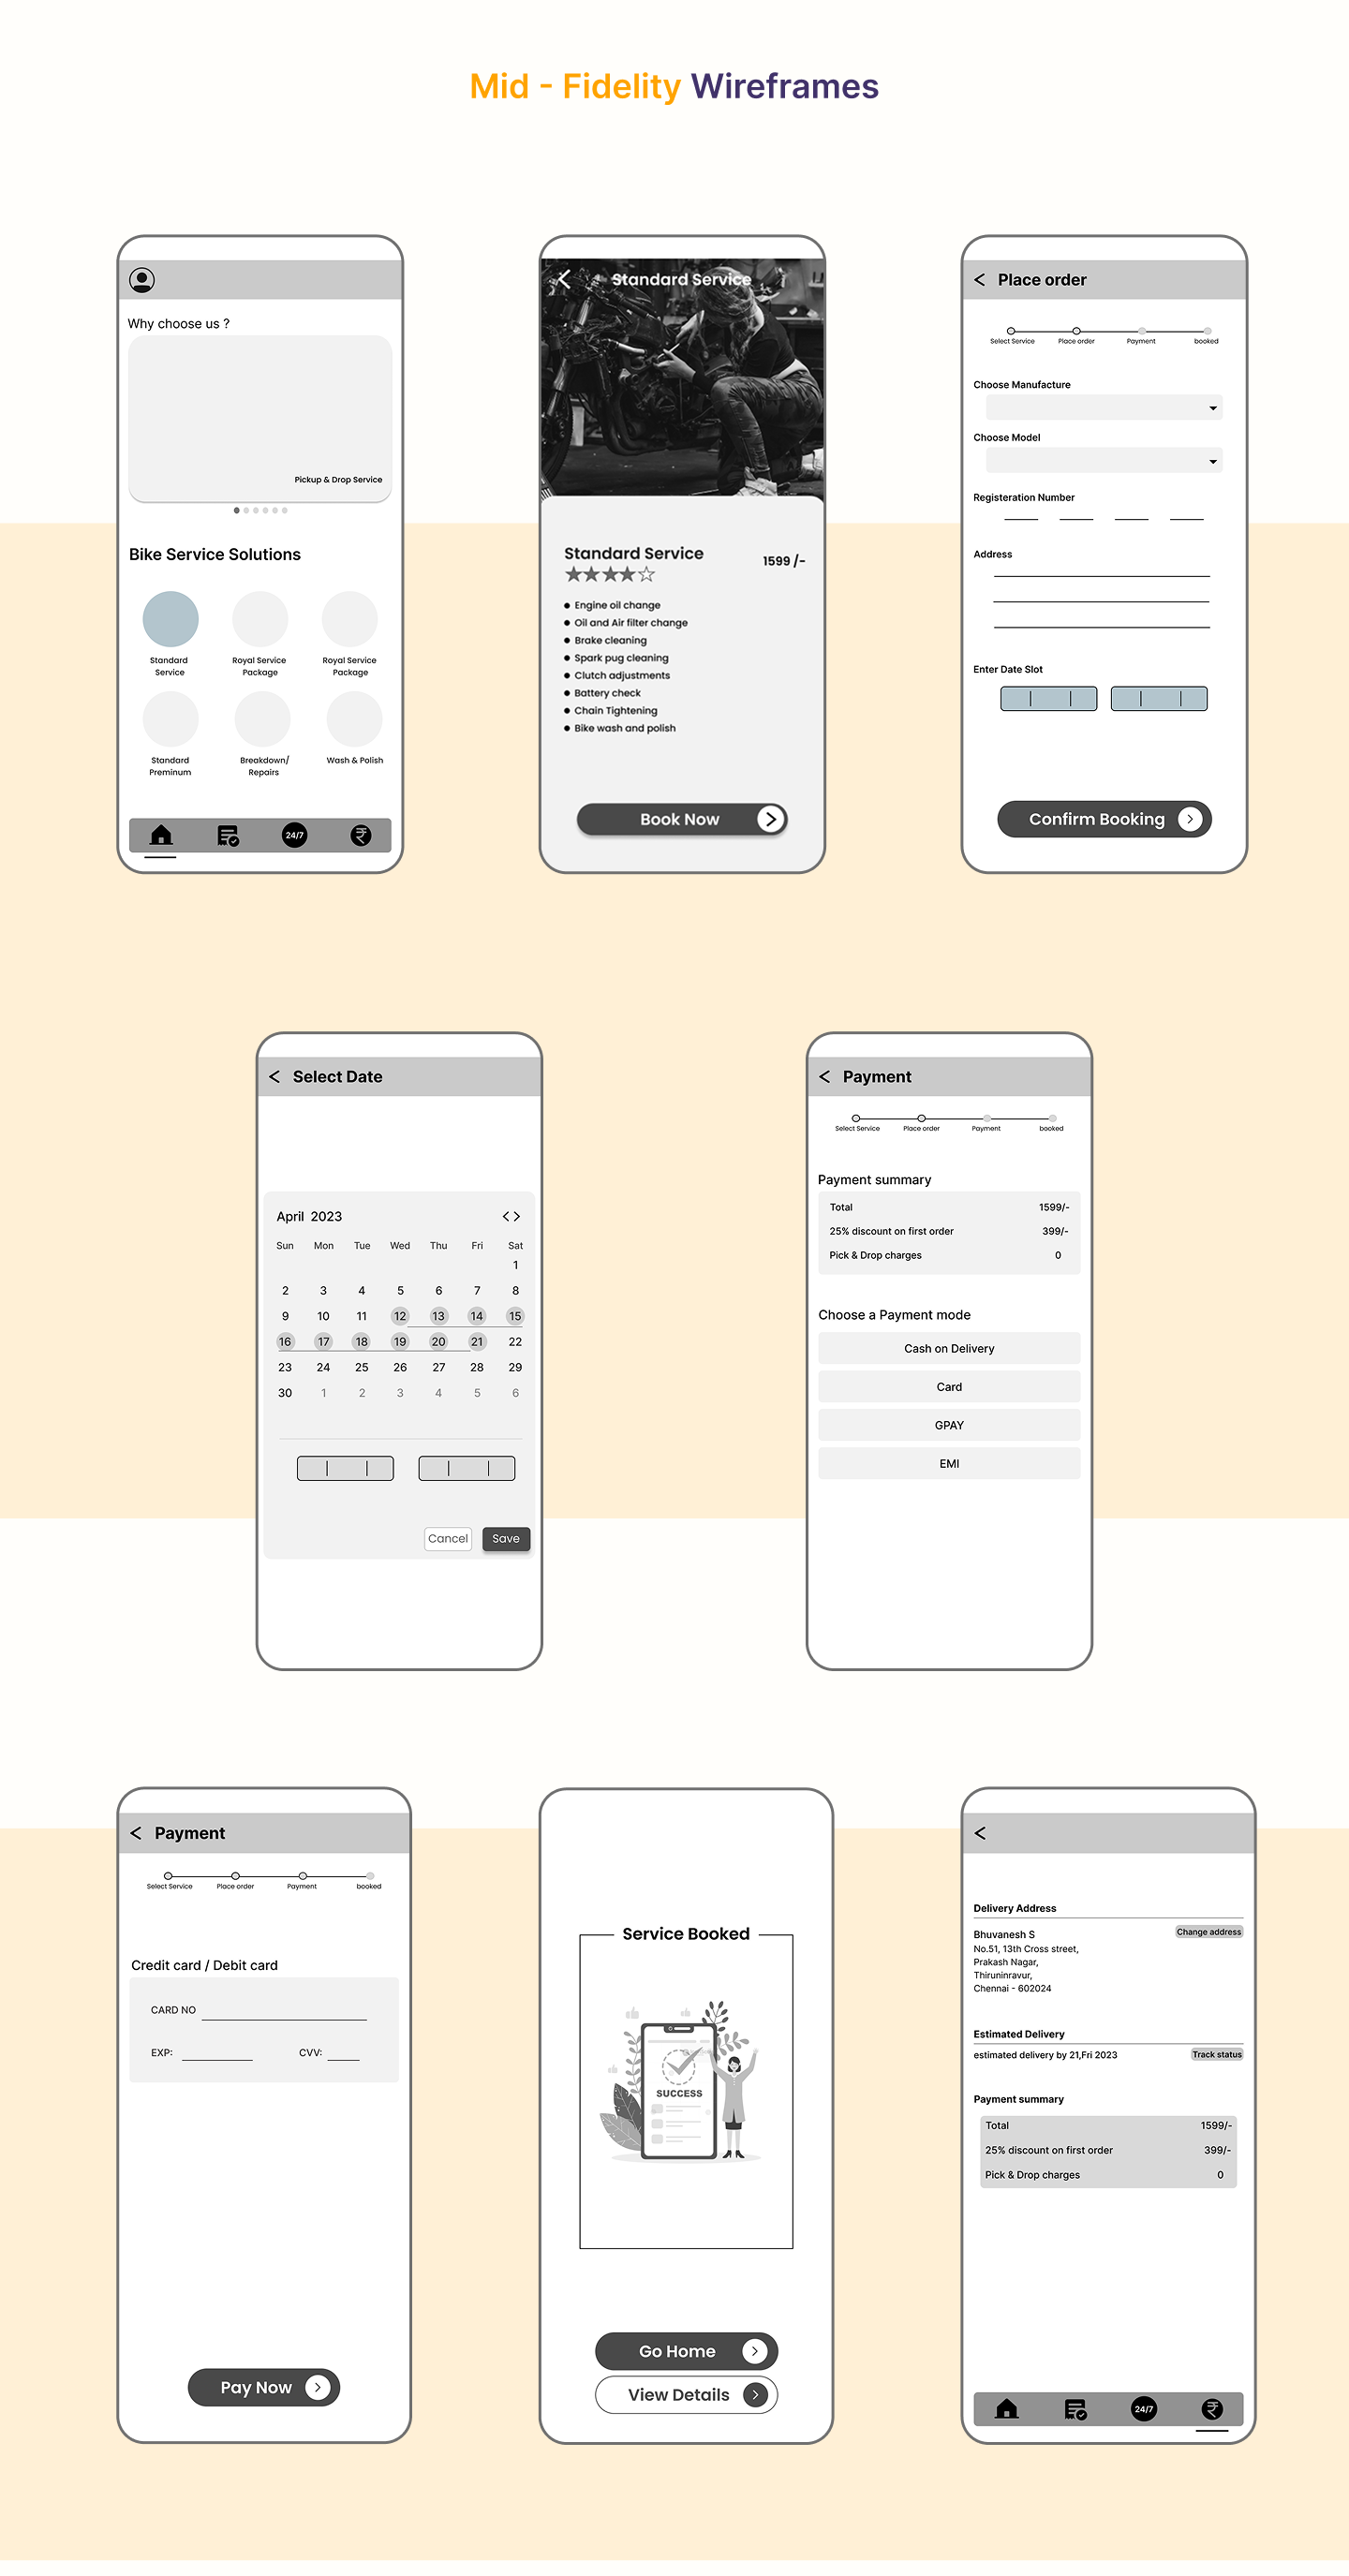 Mid - Fidelity Wireframes
Why choose us ?
Pickup & Drop Service
Bike Service Solutions
Standard Service
Royal Service Package
Royal Service Package
Standard Preminum
Breakdown/ Repairs
Wash & Polish
24/7
Standard Service
Standard Service
1599 /-
Engine oil change
Oil and Air filter change
Brake cleaning
Spark pug cleaning
Clutch adjustments
Battery check
Chain Tightening
Bike wash and polish
Book Now
Place order
Select Service Place order Payment booked
Choose Manufacture
Choose Model
Registeration Number
Address
Enter Date Slot
Confirm Booking
Select Date
April 2023
Sun Mon Tue Wed Thu Fri Sat
1
2 3 4 5 6 7 8
9 10 11 12 13 14 15
16 17 18 19 20 21 22
23 24 25 26 27 28 29
30 1 2 3 4 5 6
Cancel Save
Payment
Select Service Place order Payment booked
Payment summary
Total 1599/-
25% discount on first order 399/-
Pick & Drop charges 0
Choose a Payment mode
Cash on Delivery
Card
GPAY
EMI
Payment
Select Service Place order Payment booked
Credit card / Debit card
CARD NO
EXP: CVV:
Pay Now
Service Booked
SUCCESS
Go Home
View Details
Delivery Address
Bhuvanesh S Change address
No.51, 13th Cross street,
Prakash Nagar,
Thiruninravur,
Chennai - 602024
Estimated Delivery
estimated delivery by 21,Fri 2023 Track status
Payment summary
Total 1599/-
25% discount on first order 399/-
Pick & Drop charges 0
24/7